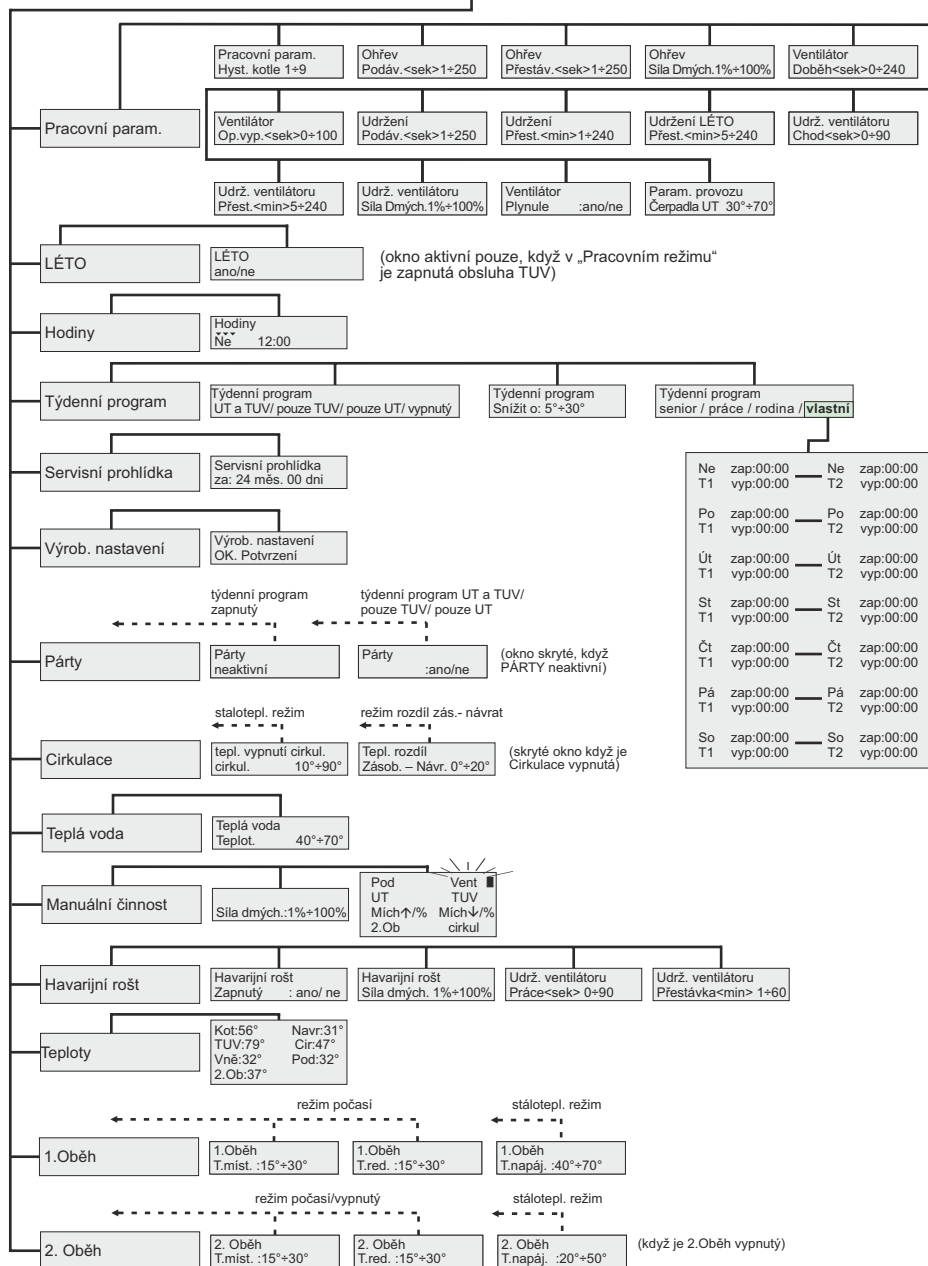 Pracovní param.
Hyst. kotle 1÷9
Ohřev
Podáv.<sek>1÷250
Ohřev
Přestáv.<sek>1÷250
Ohřev
Síla Dmých.1%÷100%
Ventilátor
Doběh<sek>0÷240
Pracovní param.
Ventilátor
Op.vyp.<sek>0÷100
Udržení
Podáv.<sek>1÷250
Udržení
Přest.<min>1÷240
Udržení LÉTO
Přest.<min>5÷240
Udrž. ventilátoru
Chod<sek>0÷90
Udrž. ventilátoru
Přest.<min>5÷240
Udrž. ventilátoru
Síla Dmých.1%÷100%
Ventilátor
Plynule :ano/ne
Param. provozu
Čerpadla UT 30°÷70°
LÉTO
LÉTO
ano/ne
(okno aktivní pouze, když v „Pracovním režimu“
je zapnutá obsluha TUV)
Hodiny
Hodiny
Ne 12:00
Týdenní program
Týdenní program
UT a TUV/ pouze TUV/ pouze UT/ vypnutý
Týdenní program
Snížit o: 5°÷30°
Týdenní program
senior / práce / rodina / vlastní
Ne zap:00:00 Ne zap:00:00
T1 vyp:00:00 T2 vyp:00:00
Po zap:00:00 Po zap:00:00
T1 vyp:00:00 T2 vyp:00:00
Út zap:00:00 Út zap:00:00
T1 vyp:00:00 T2 vyp:00:00
St zap:00:00 St zap:00:00
T1 vyp:00:00 T2 vyp:00:00
Čt zap:00:00 Čt zap:00:00
T1 vyp:00:00 T2 vyp:00:00
Pá zap:00:00 Pá zap:00:00
T1 vyp:00:00 T2 vyp:00:00
So zap:00:00 So zap:00:00
T1 vyp:00:00 T2 vyp:00:00
Servisní prohlídka
Servisní prohlídka
za: 24 měs. 00 dni
Výrob. nastavení
Výrob. nastavení
OK. Potvrzení
týdenní program
zapnutý
týdenní program UT a TUV/
pouze TUV/ pouze UT
Párty
Párty
neaktivní
Párty
:ano/ne
(okno skryté, když
PÁRTY neaktivní)
stalotepl. režim
režim rozdíl zás.- návrat
Cirkulace
tepl. vypnutí cirkul.
cirkul. 10°÷90°
Tepl. rozdíl
Zásob. – Návr. 0°÷20°
(skryté okno když je
Cirkulace vypnutá)
Teplá voda
Teplá voda
Teplot. 40°÷70°
Manuální činnost
Síla dmých.:1%÷100%
Pod Vent
UT TUV
Mích↑/% Mích↓/%
2.Ob cirkul
Havarijní rošt
Havarijní rošt
Zapnutý : ano/ ne
Havarijní rošt
Síla dmých. 1%÷100%
Udrž. ventilátoru
Práce<sek> 0÷90
Udrž. ventilátoru
Přestávka<min> 1÷60
Teploty
Kot:56° Navr:31°
TUV:79° Cir:47°
Vně:32° Pod:32°
2.Ob:37°
režim počasí
stálotepl. režim
1.Oběh
1.Oběh
T.míst. :15°÷30°
1.Oběh
T.red. :15°÷30°
1.Oběh
T.napáj. :40°÷70°
režim počasí/vypnutý
stálotepl. režim
2. Oběh
2. Oběh
T.míst. :15°÷30°
2. Oběh
T.red. :15°÷30°
2. Oběh
T.napáj. :20°÷50°
(když je 2.Oběh vypnutý)